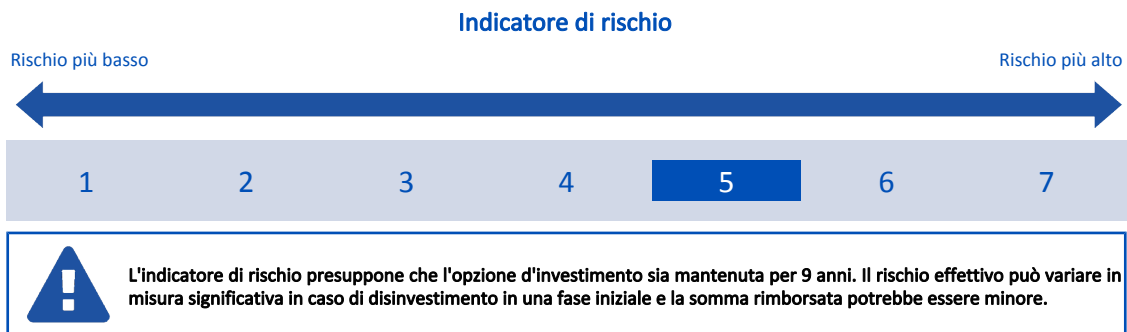 Indicatore di rischio
Rischio più basso Rischio più alto
1 2 3 4 5 6 7
L'indicatore di rischio presuppone che l'opzione d'investimento sia mantenuta per 9 anni. Il rischio effettivo può variare in
misura significativa in caso di disinvestimento in una fase iniziale e la somma rimborsata potrebbe essere minore.